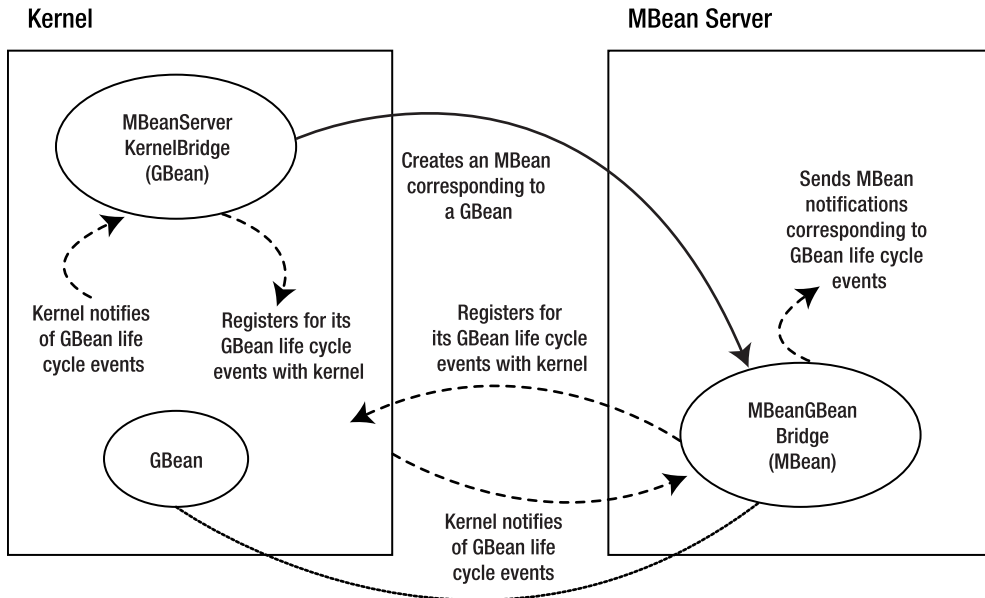 Kernel
MBean Server
MBeanServer
KernelBridge
(GBean)
Creates an MBean
corresponding to
a GBean
Sends MBean
notifications
corresponding to
GBean life cycle
events
Kernel notifies
of GBean life
cycle events
Registers for its
GBean life cycle
events with kernel
Registers for
its GBean life cycle
events with kernel
MBeanGBean
Bridge
(MBean)
GBean
Kernel notifies
of GBean life
cycle events